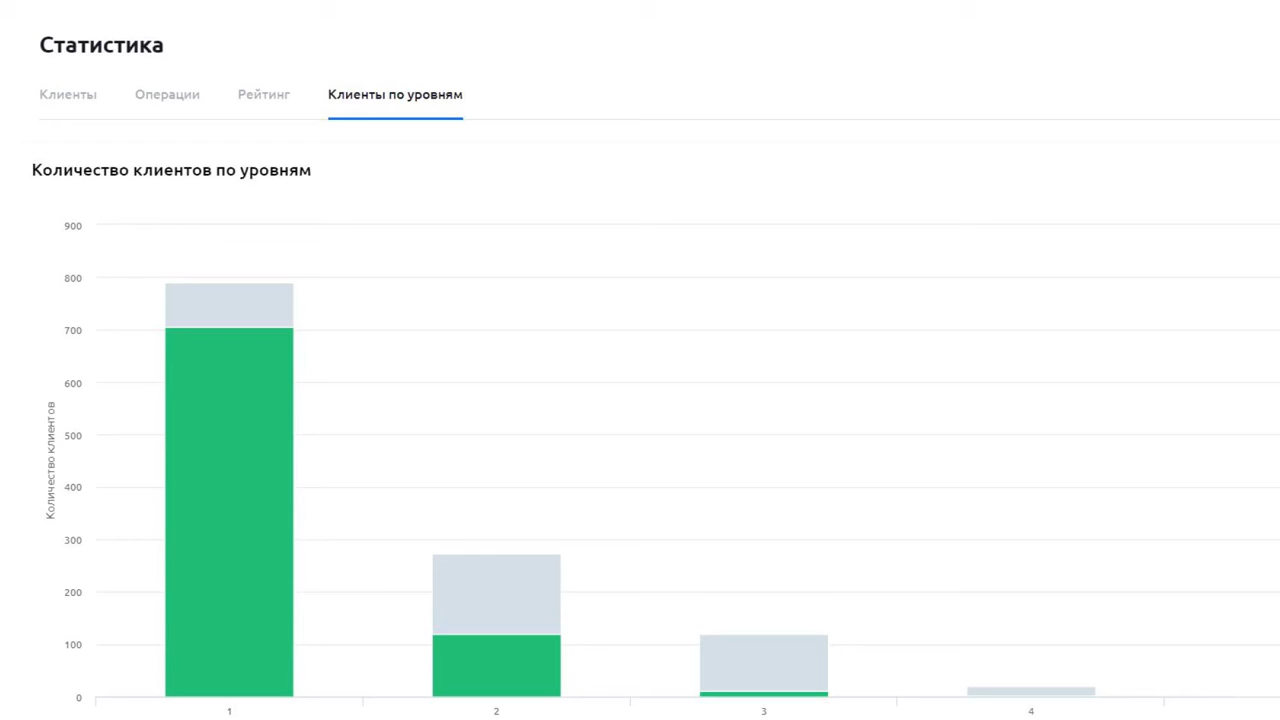 Статистика
Клиенты Операции Рейтинг Клиенты по уровням
Количество клиентов по уровням
900
800
700
600
500
400
300
200
100
0
Количество клиентов
1 2 3 4